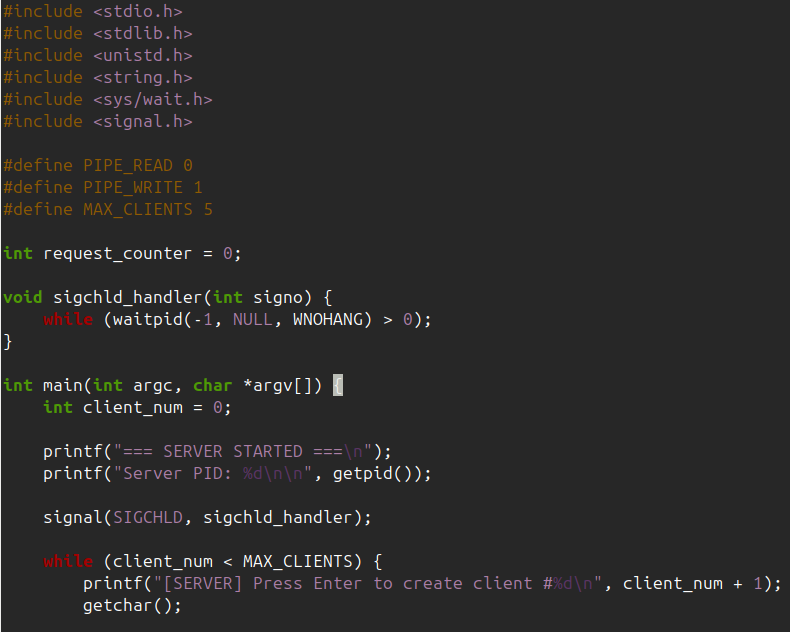 #include <stdio.h>
#include <stdlib.h>
#include <unistd.h>
#include <string.h>
#include <sys/wait.h>
#include <signal.h>

#define PIPE_READ 0
#define PIPE_WRITE 1
#define MAX_CLIENTS 5

int request_counter = 0;

void sigchld_handler(int signo) {
    while (waitpid(-1, NULL, WNOHANG) > 0);
}

int main(int argc, char *argv[]) {
    int client_num = 0;

    printf("=== SERVER STARTED ===\n");
    printf("Server PID: %d\n\n", getpid());

    signal(SIGCHLD, sigchld_handler);

    while (client_num < MAX_CLIENTS) {
        printf("[SERVER] Press Enter to create client #%d\n", client_num + 1);
        getchar();